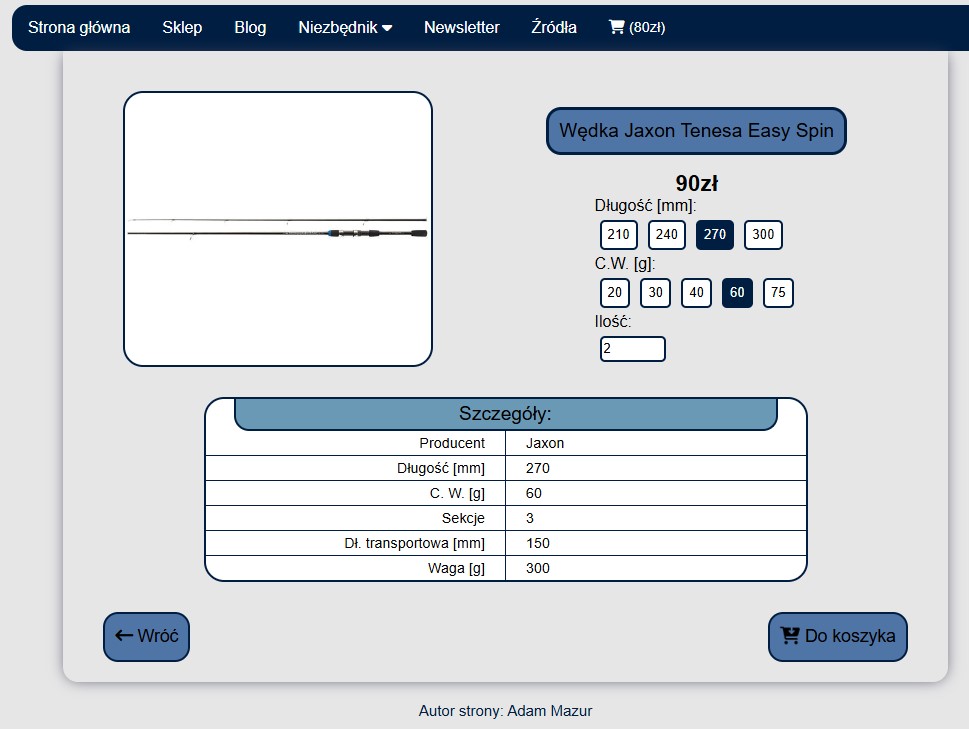 Strona główna Sklep Blog Niezbędnik Newsletter Źródła (80zł)
Wędka Jaxon Tenesa Easy Spin
90zł
Długość [mm]:
210 240 270 300
C.W. [g]:
20 30 40 60 75
Ilość:
2
Szczegóły:
Producent Jaxon
Długość [mm] 270
C. W. [g] 60
Sekcje 3
Dł. transportowa [mm] 150
Waga [g] 300
Wróć Do koszyka
Autor strony: Adam Mazur